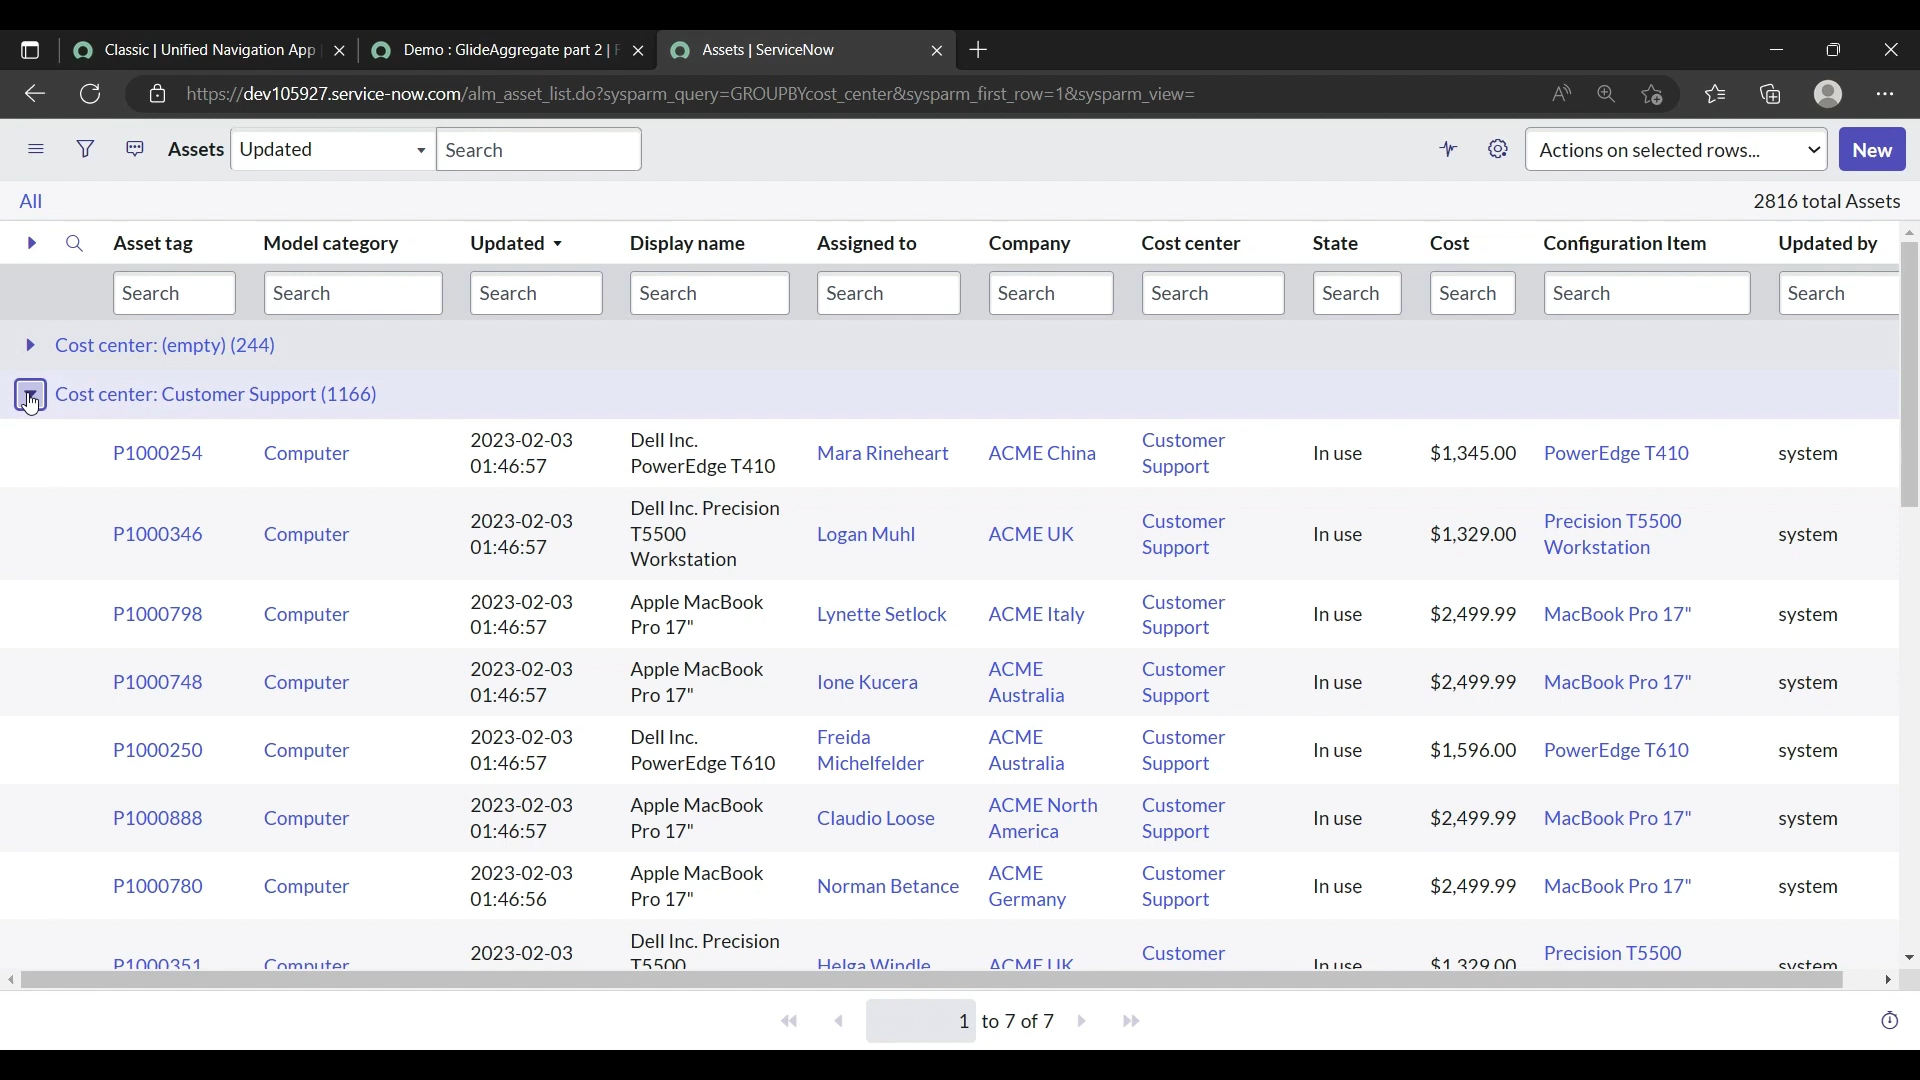 Classic | Unified Navigation App
Demo : GlideAggregate part 2 |
Assets | ServiceNow
https://dev105927.service-now.com/alm_asset_list.do?sysparm_query=GROUPBYcost_center&sysparm_first_row=1&sysparm_view=
Assets Updated Search Actions on selected rows... New
All 2816 total Assets
Asset tag Model category Updated Display name Assigned to Company Cost center State Cost Configuration Item Updated by
Search Search Search Search Search Search Search Search Search Search Search
Cost center: (empty) (244)
Cost center: Customer Support (1166)
P1000254 Computer 2023-02-03 01:46:57 Dell Inc. PowerEdge T410 Mara Rineheart ACME China Customer Support In use $1,345.00 PowerEdge T410 system
P1000346 Computer 2023-02-03 01:46:57 Dell Inc. Precision T5500 Workstation Logan Muhl ACME UK Customer Support In use $1,329.00 Precision T5500 Workstation system
P1000798 Computer 2023-02-03 01:46:57 Apple MacBook Pro 17" Lynette Setlock ACME Italy Customer Support In use $2,499.99 MacBook Pro 17" system
P1000748 Computer 2023-02-03 01:46:57 Apple MacBook Pro 17" Ione Kucera ACME Australia Customer Support In use $2,499.99 MacBook Pro 17" system
P1000250 Computer 2023-02-03 01:46:57 Dell Inc. PowerEdge T610 Freida Michelfelder ACME Australia Customer Support In use $1,596.00 PowerEdge T610 system
P1000888 Computer 2023-02-03 01:46:57 Apple MacBook Pro 17" Claudio Loose ACME North America Customer Support In use $2,499.99 MacBook Pro 17" system
P1000780 Computer 2023-02-03 01:46:56 Apple MacBook Pro 17" Norman Betance ACME Germany Customer Support In use $2,499.99 MacBook Pro 17" system
P1000351 Computer 2023-02-03 Dell Inc. Precision T5500 Helga Windle ACME UK Customer In use $1,329.00 Precision T5500 system
1 to 7 of 7